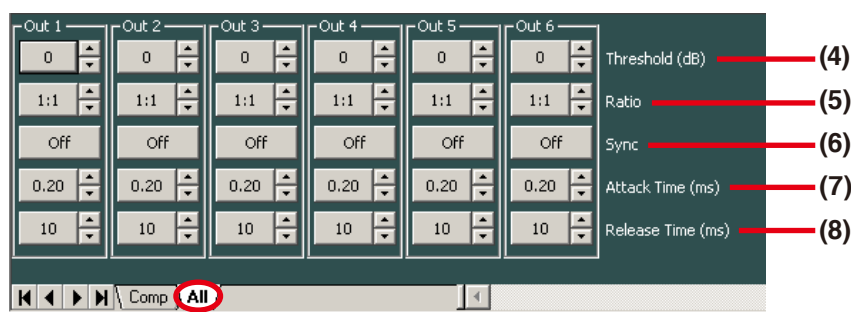 Out 1 Out 2 Out 3 Out 4 Out 5 Out 6
0 0 0 0 0 0 Threshold (dB) (4)
1:1 1:1 1:1 1:1 1:1 1:1 Ratio (5)
Off Off Off Off Off Off Sync (6)
0.20 0.20 0.20 0.20 0.20 0.20 Attack Time (ms) (7)
10 10 10 10 10 10 Release Time (ms) (8)
Comp All